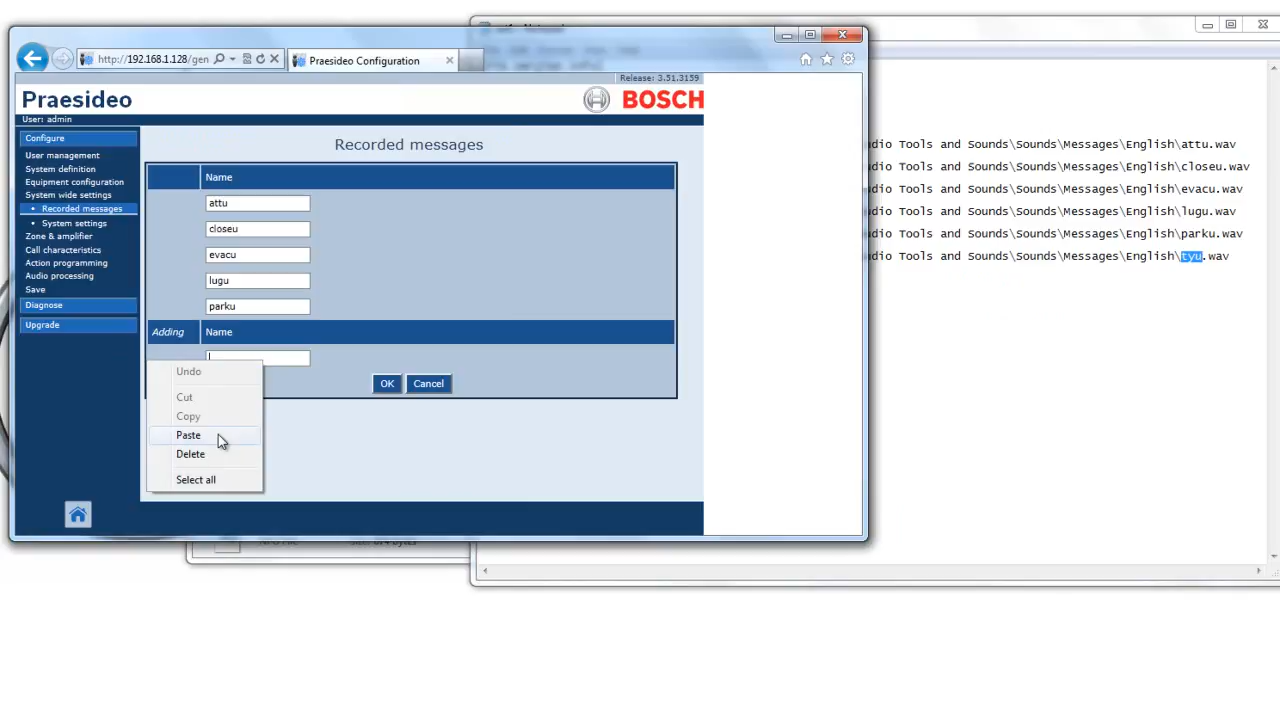 http://192.168.1.128/gen
Praesideo Configuration
Release: 3.51.3159
Praesideo
BOSCH
User: admin
Configure
User management
System definition
Equipment configuration
System wide settings
• Recorded messages
• System settings
Zone & amplifier
Call characteristics
Action programming
Audio processing
Save
Diagnose
Upgrade
Recorded messages
Name
attu
closeu
evacu
lugu
parku
Adding Name
OK Cancel
Undo
Cut
Copy
Paste
Delete
Select all
dio Tools and Sounds\Sounds\Messages\English\attu.wav
dio Tools and Sounds\Sounds\Messages\English\closeu.wav
dio Tools and Sounds\Sounds\Messages\English\evacu.wav
dio Tools and Sounds\Sounds\Messages\English\lugu.wav
dio Tools and Sounds\Sounds\Messages\English\parku.wav
dio Tools and Sounds\Sounds\Messages\English\tyu.wav